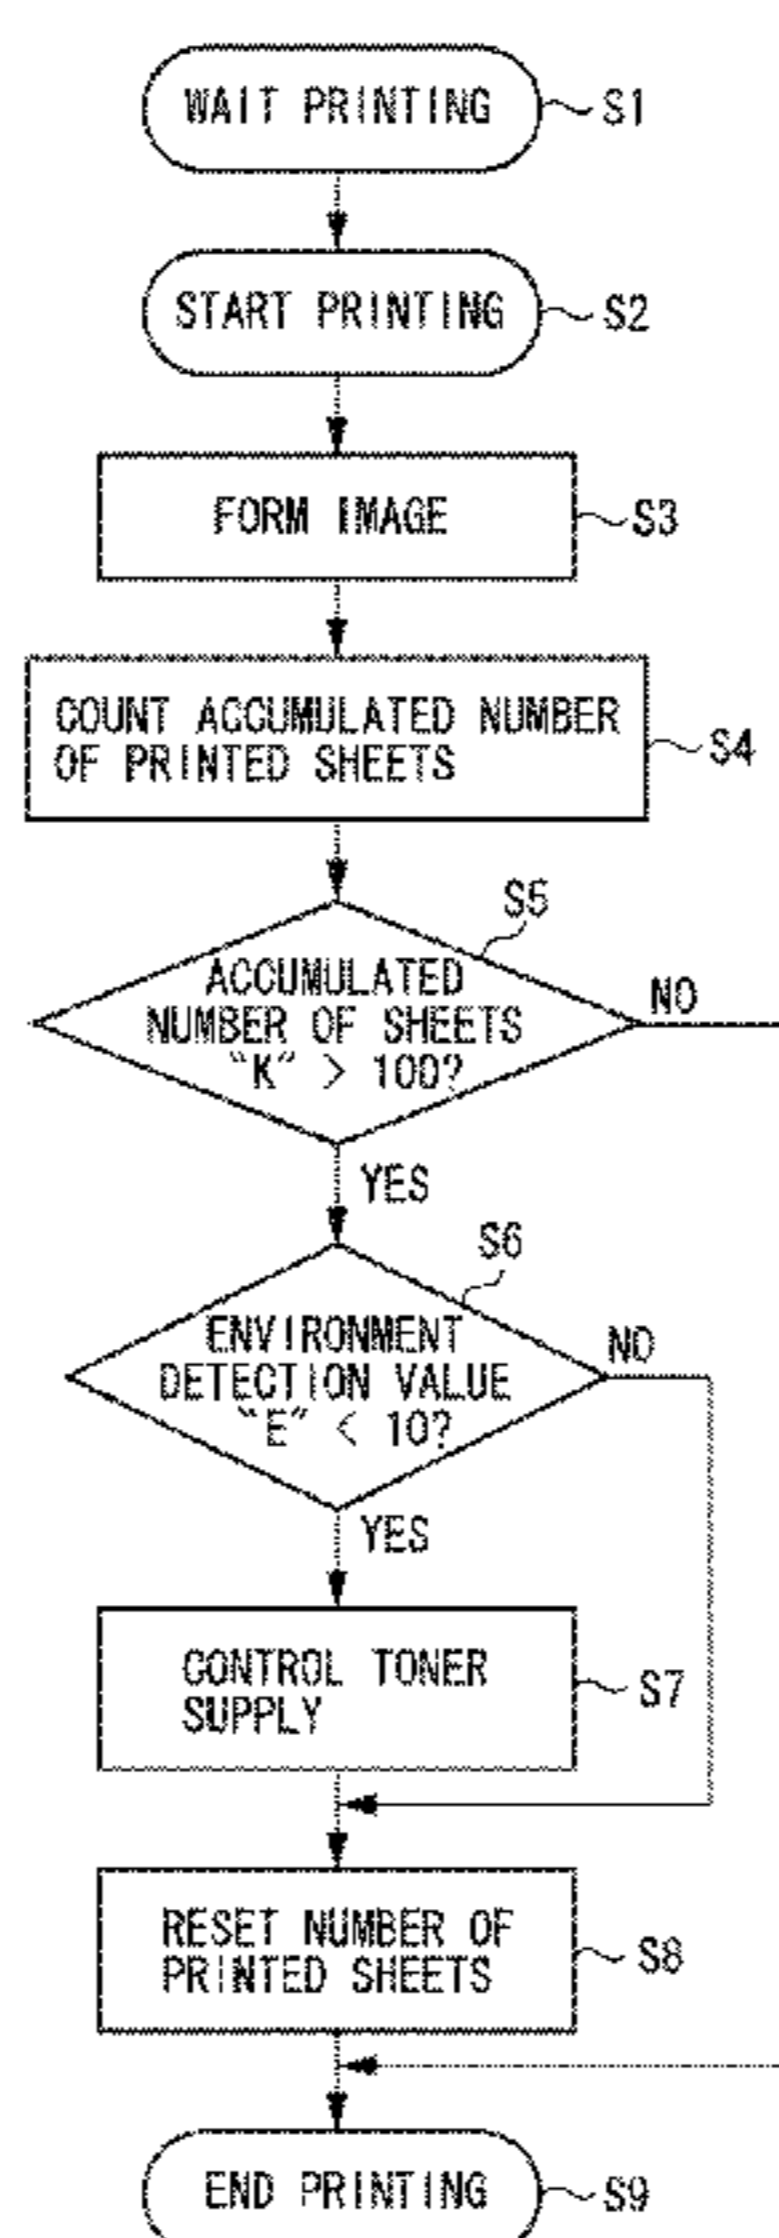 WAIT PRINTING
S1
START PRINTING
S2
FORM IMAGE
S3
COUNT ACCUMULATED NUMBER
OF PRINTED SHEETS
S4
S5
ACCUMULATED
NUMBER OF SHEETS
"K" > 100?
NO
YES
S6
ENVIRONMENT
DETECTION VALUE
"E" < 10?
NO
YES
CONTROL TONER
SUPPLY
S7
RESET NUMBER OF
PRINTED SHEETS
S8
END PRINTING
S9